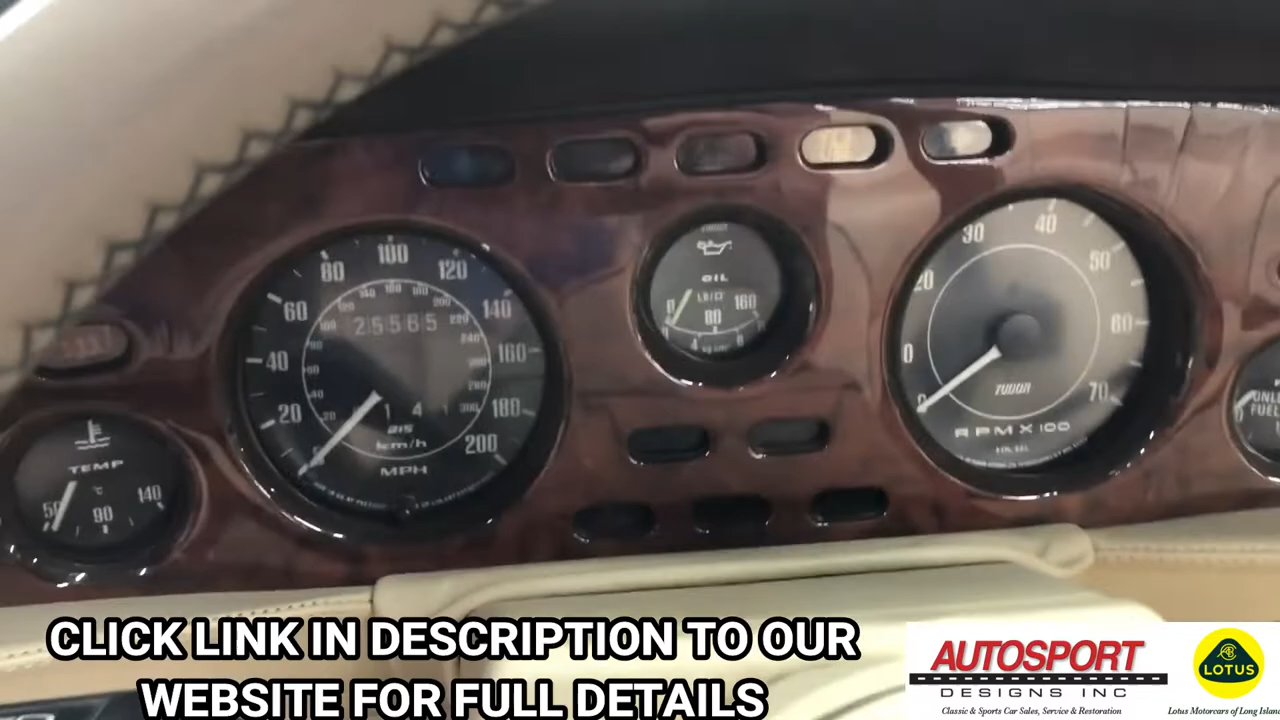 80
100
120
60
140
40
160
20
180
200
25565
km/h
MPH
TEMP
°C
50
90
140
OIL
0
160
80
30
40
20
50
60
70
TUDOR
RPM X 100
FUEL
CLICK LINK IN DESCRIPTION TO OUR
WEBSITE FOR FULL DETAILS
AUTOSPORT
DESIGNS INC
Classic & Sports Car Sales, Service & Restoration
LOTUS
Lotus Motorcars of Long Island